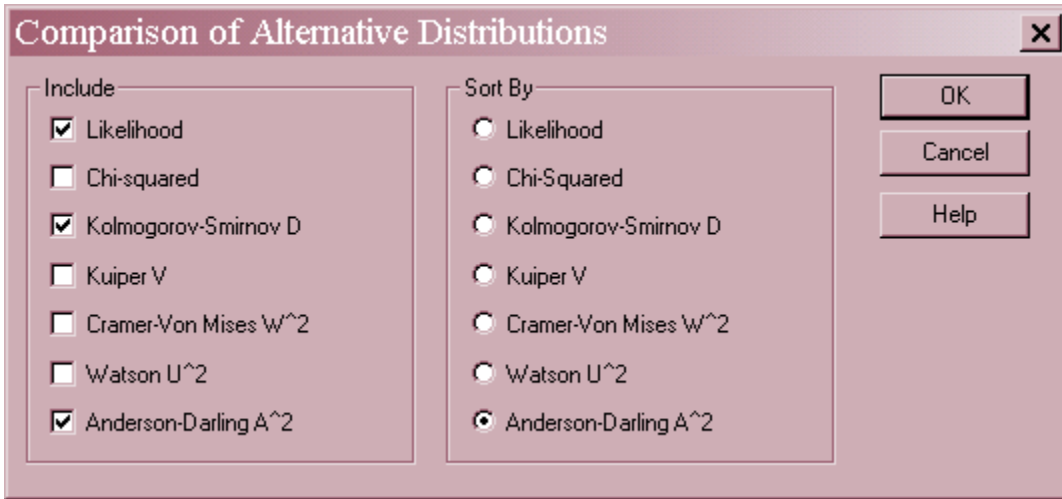 Comparison of Alternative Distributions
Include
Likelihood
Chi-squared
Kolmogorov-Smirnov D
Kuiper V
Cramer-Von Mises W^2
Watson U^2
Anderson-Darling A^2
Sort By
Likelihood
Chi-Squared
Kolmogorov-Smirnov D
Kuiper V
Cramer-Von Mises W^2
Watson U^2
Anderson-Darling A^2
OK
Cancel
Help